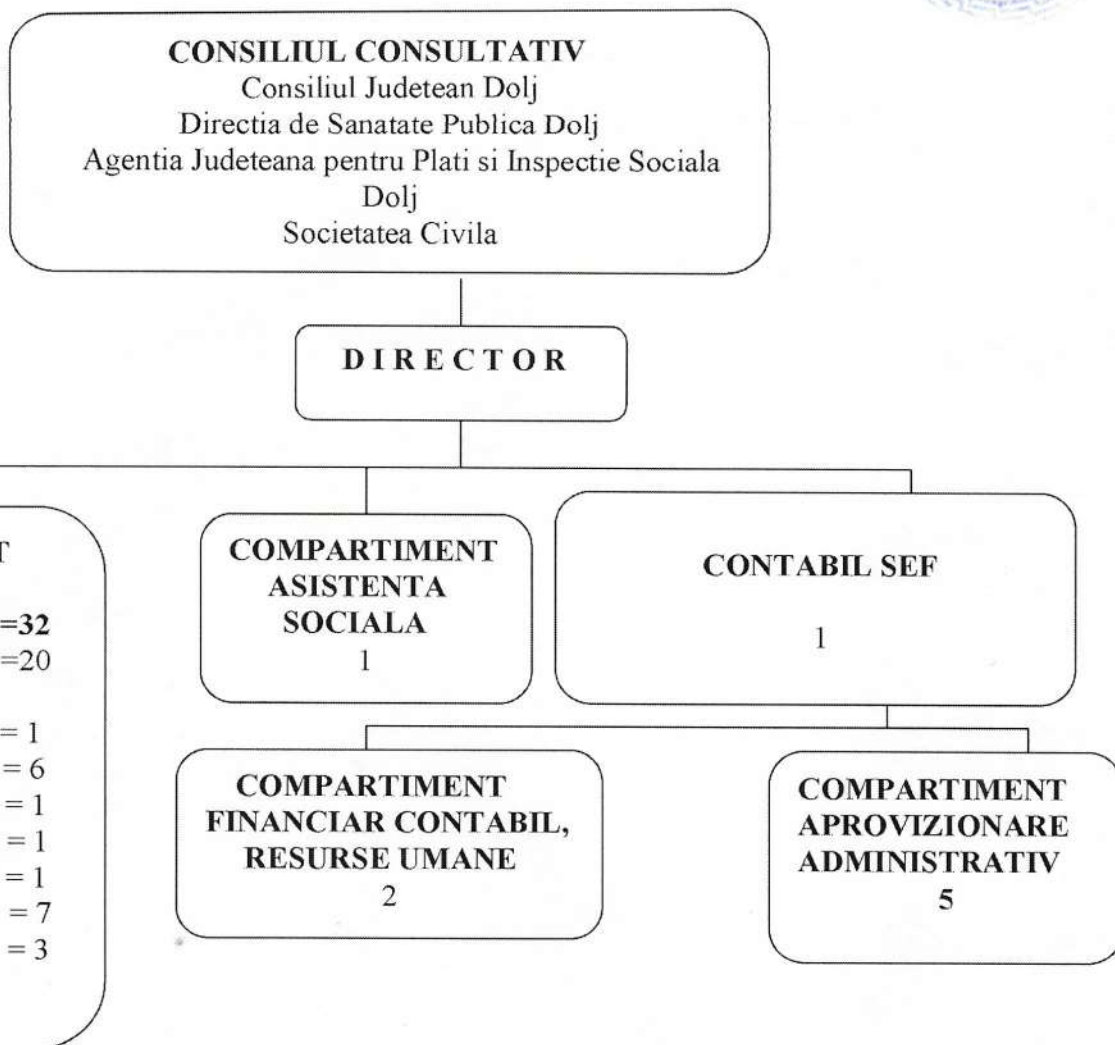 CONSILIUL CONSULTATIV
Consiliul Judetean Dolj
Directia de Sanatate Publica Dolj
Agentia Judeteana pentru Plati si Inspectie Sociala
Dolj
Societatea Civila
D I R E C T O R
T
=32
=20
= 1
= 6
= 1
= 1
= 1
= 7
= 3
COMPARTIMENT
ASISTENTA
SOCIALA
1
CONTABIL SEF
1
COMPARTIMENT
FINANCIAR CONTABIL,
RESURSE UMANE
2
COMPARTIMENT
APROVIZIONARE
ADMINISTRATIV
5